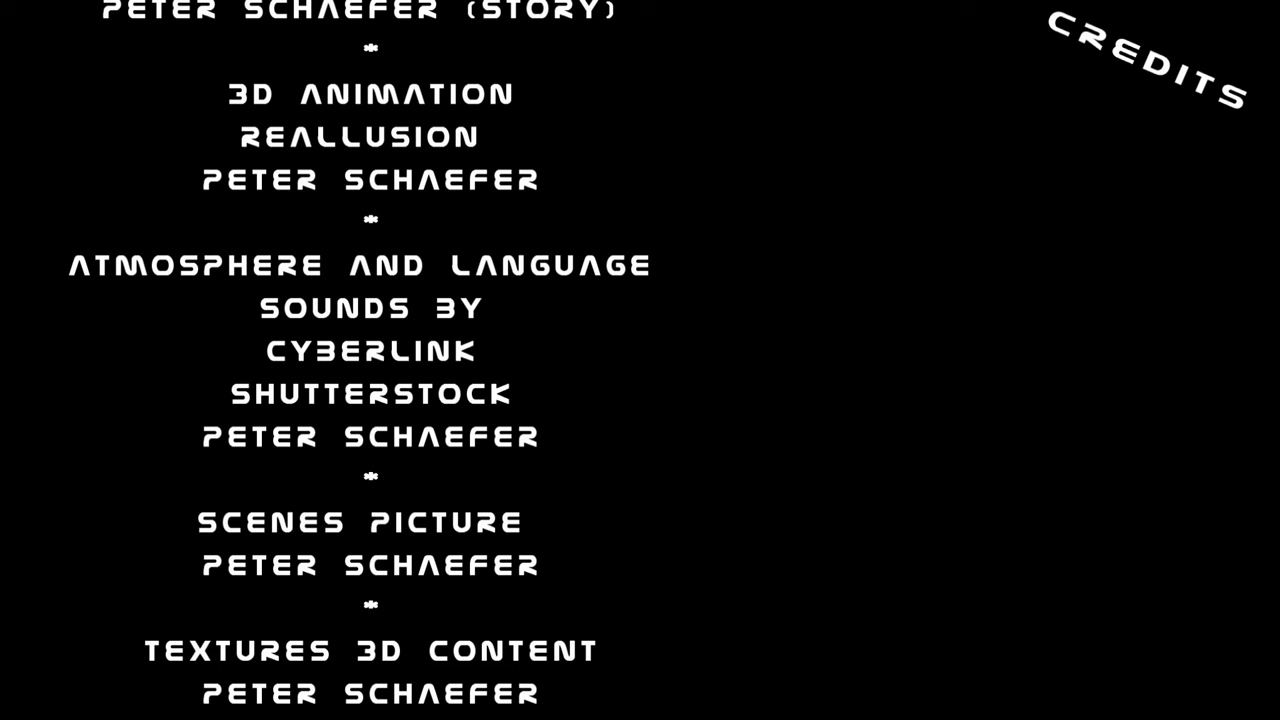 PETER SCHAEFER (STORY)
*
3D ANIMATION
REALLUSION
PETER SCHAEFER
*
ATMOSPHERE AND LANGUAGE
SOUNDS BY
CYBERLINK
SHUTTERSTOCK
PETER SCHAEFER
*
SCENES PICTURE
PETER SCHAEFER
*
TEXTURES 3D CONTENT
PETER SCHAEFER
CREDITS